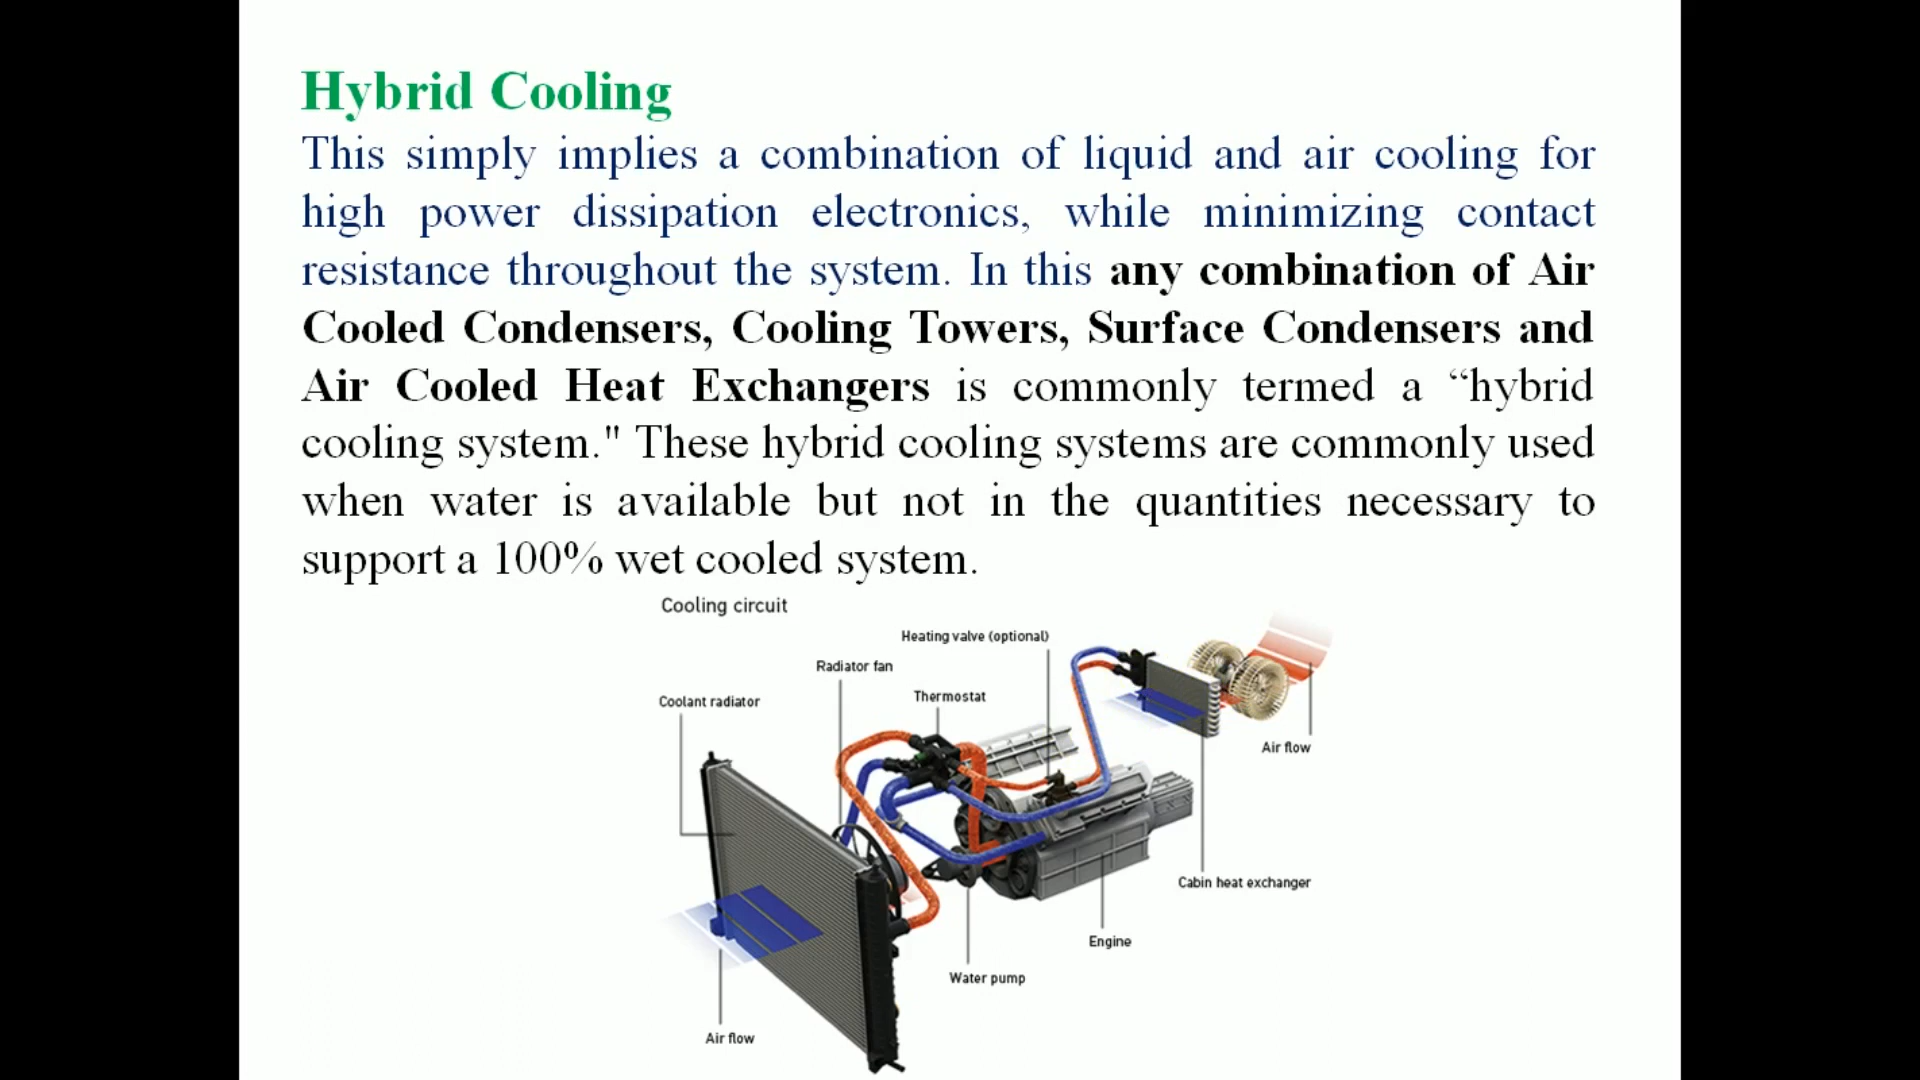 Hybrid Cooling
This simply implies a combination of liquid and air cooling for
high power dissipation electronics, while minimizing contact
resistance throughout the system. In this any combination of Air
Cooled Condensers, Cooling Towers, Surface Condensers and
Air Cooled Heat Exchangers is commonly termed a “hybrid
cooling system." These hybrid cooling systems are commonly used
when water is available but not in the quantities necessary to
support a 100% wet cooled system.
Cooling circuit
Heating valve (optional)
Radiator fan
Thermostat
Coolant radiator
Air flow
Cabin heat exchanger
Engine
Water pump
Air flow